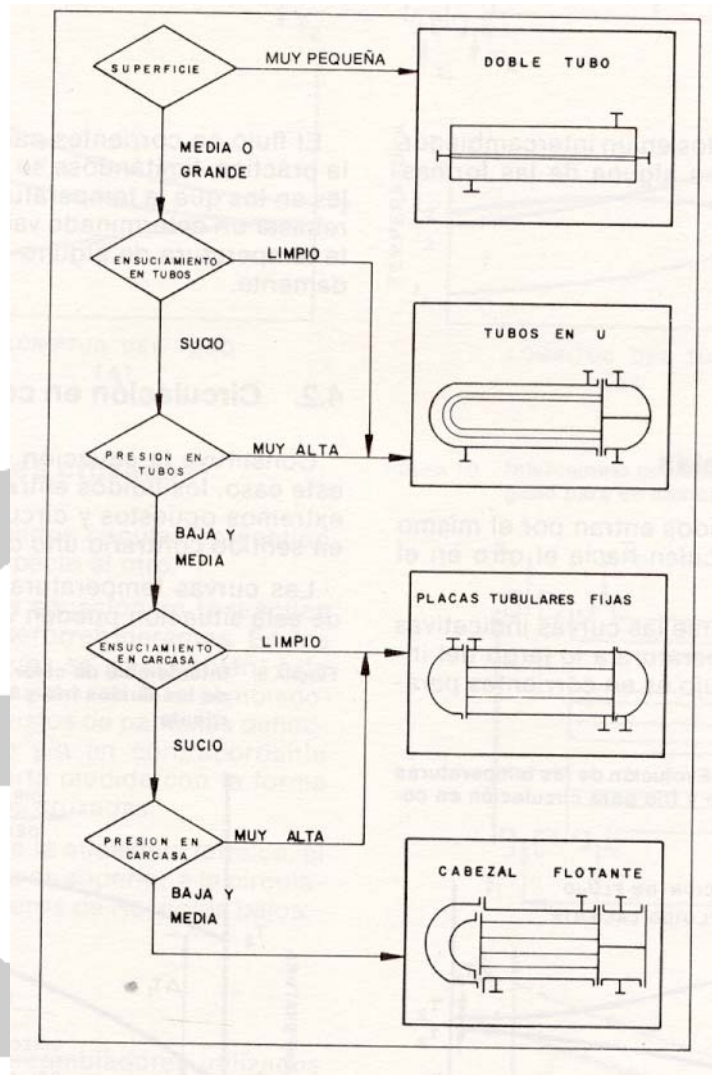 SUPERFICIE
MUY PEQUEÑA
DOBLE TUBO
MEDIA O
GRANDE
ENSUCIAMIENTO
EN TUBOS
LIMPIO
TUBOS EN U
SUCIO
PRESION EN
TUBOS
MUY ALTA
BAJA Y
MEDIA
PLACAS TUBULARES FIJAS
ENSUCIAMIENTO
EN CARCASA
LIMPIO
SUCIO
PRESION EN
CARCASA
MUY ALTA
CABEZAL FLOTANTE
BAJA
MEDIA